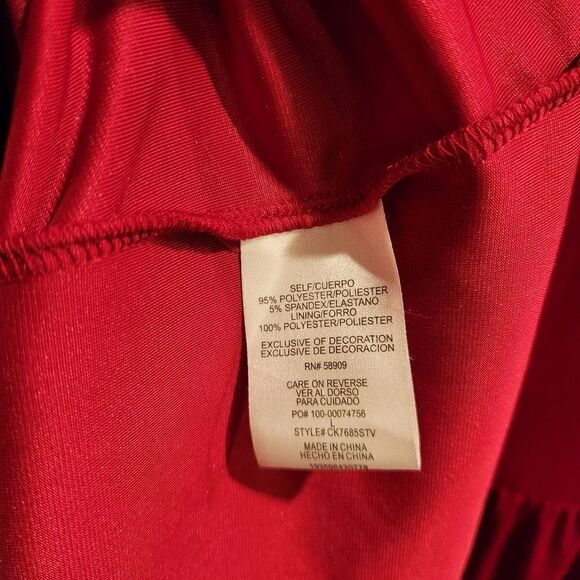 SELF/CUERPO
95% POLYESTER/POLIESTER
5% SPANDEX/ELASTANO
LINING/FORRO
100% POLYESTER/POLIESTER
EXCLUSIVE OF DECORATION
EXCLUSIVE DE DECORACION
RN# 58909
CARE ON REVERSE
VER AL DORSO
PARA CUIDADO
PO# 100-00074756
L
STYLE# CK7685STV
MADE IN CHINA
HECHO EN CHINA